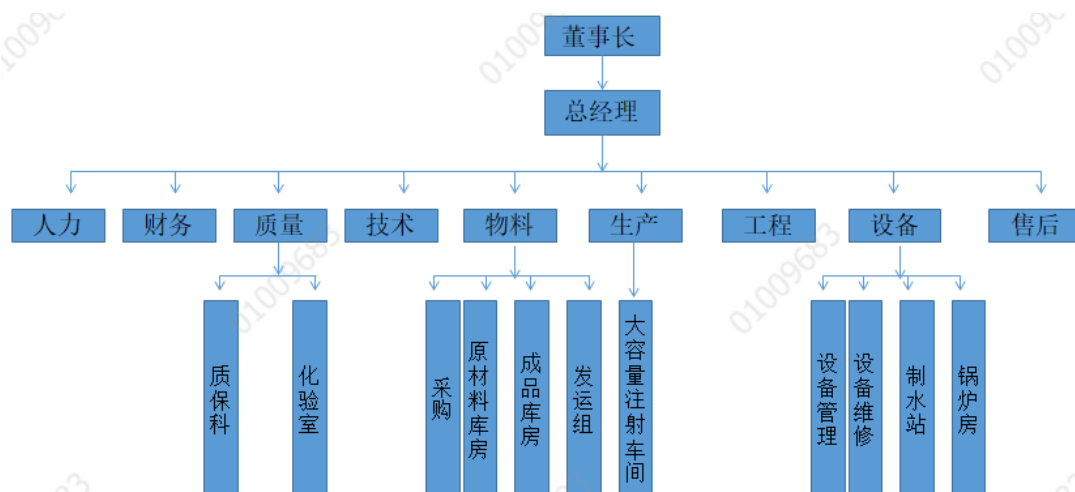 董事长
总经理
人力
财务
质量
技术
物料
生产
工程
设备
售后
质保科
化验室
采购
原材料库房
成品库房
发运组
大容量注射车间
设备管理
设备维修
制水站
锅炉房
01009683
01009683